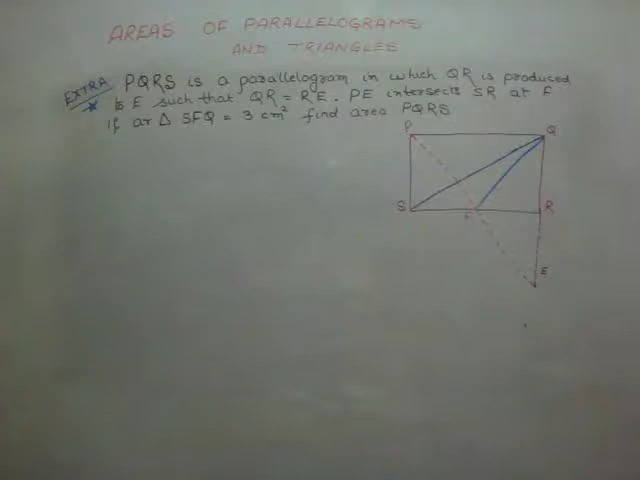 AREAS OF PARALLELOGRAMS
AND TRIANGLES
EXTRA PQRS is a parallelogram in which QR is produced
to E such that QR = RE. PE intersects SR at F
if ar Δ SFQ = 3 cm² find area PQRS
P Q
S F R
E